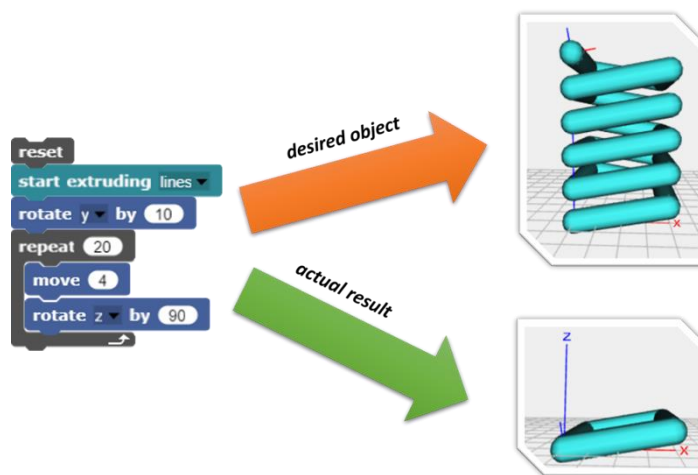 desired object
reset
start extruding lines
rotate y by 10
repeat 20
move 4
rotate z by 90
actual result
x
z
x